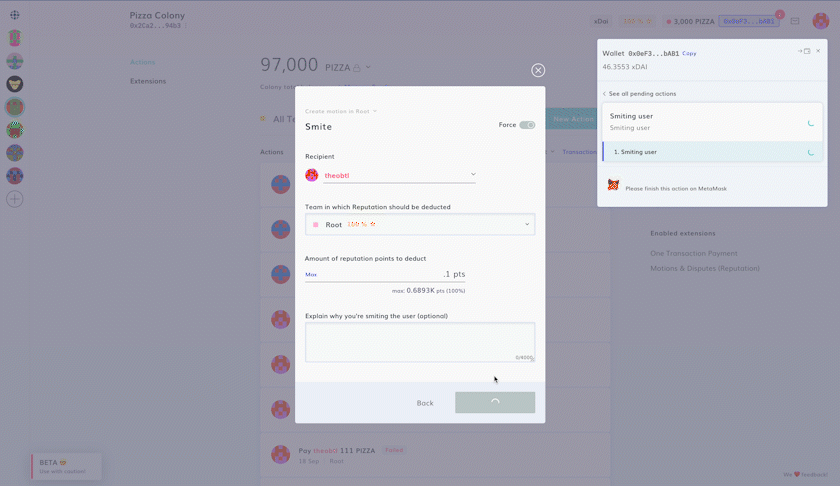 Pizza Colony
0x2Ca2...94b3
xDai
3,000 PIZZA
0x0eF3...bAB1
Actions
Extensions
97,000 PIZZA
New Action
Actions
Transaction
Create motion in Root
Smite
Force
Recipient
theobtl
Team in which Reputation should be deducted
Root
Amount of reputation points to deduct
Max
.1 pts
max: 0.6893K pts (100%)
Explain why you're smiting the user (optional)
0/4000
Back
Wallet 0x0eF3...bAB1 Copy
46.3553 xDAI
See all pending actions
Smiting user
Smiting user
1. Smiting user
Please finish this action on MetaMask
Enabled extensions
One Transaction Payment
Motions & Disputes (Reputation)
Pay theobtl 111 PIZZA Failed
18 Sep Root
BETA
Use with caution!
We feedback!